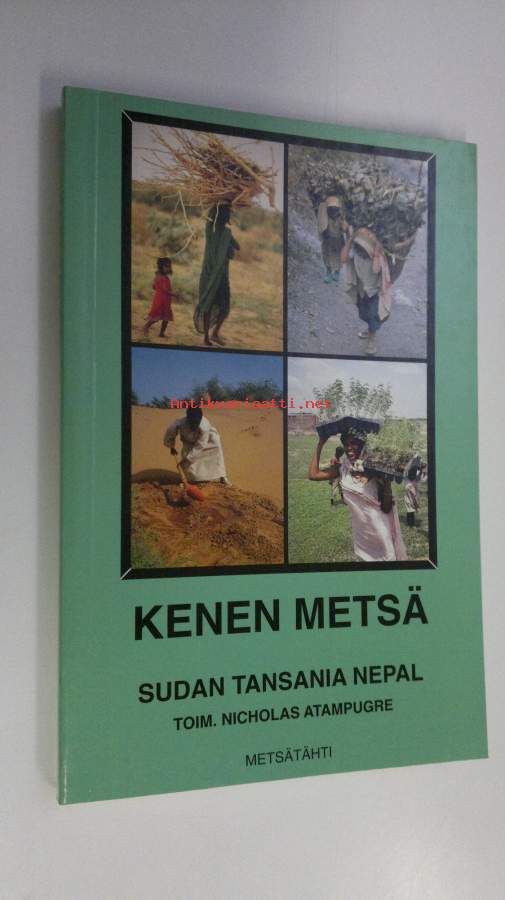 Antikvariaatti.net
KENEN METSÄ
SUDAN TANSANIA NEPAL
TOIM. NICHOLAS ATAMPUGRE
METSÄTÄHTI